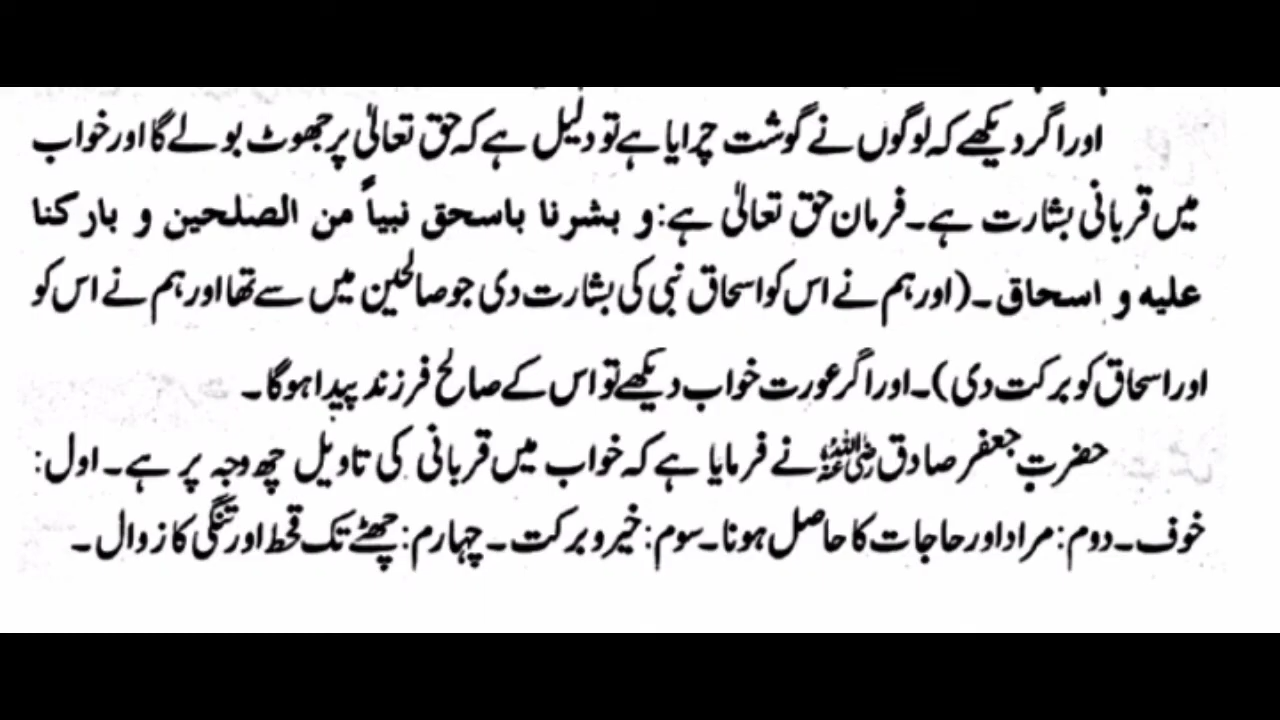 اور اگر دیکھے کہ لوگوں نے گوشت چرایا ہے تو دلیل ہے کہ حق تعالیٰ پر جھوٹ بولے گا اور خواب
میں قربانی بشارت ہے۔ فرمان حق تعالیٰ ہے: و بشرنا باسحق نبیاً من الصلحین و بارکنا
علیہ و اسحاق۔ (اور ہم نے اس کو اسحاق نبی کی بشارت دی جو صالحین میں سے تھا اور ہم نے اس کو
اور اسحاق کو برکت دی)۔ اور اگر عورت خواب دیکھے تو اس کے صالح فرزند پیدا ہوگا۔
حضرت جعفر صادق رضی اللہ عنہ نے فرمایا ہے کہ خواب میں قربانی کی تاویل چھ وجہ پر ہے۔ اول:
خوف۔ دوم: مراد اور حاجات کا حاصل ہونا۔ سوم: خیر و برکت۔ چہارم: چھٹے تک قحط اور تنگی کا زوال۔